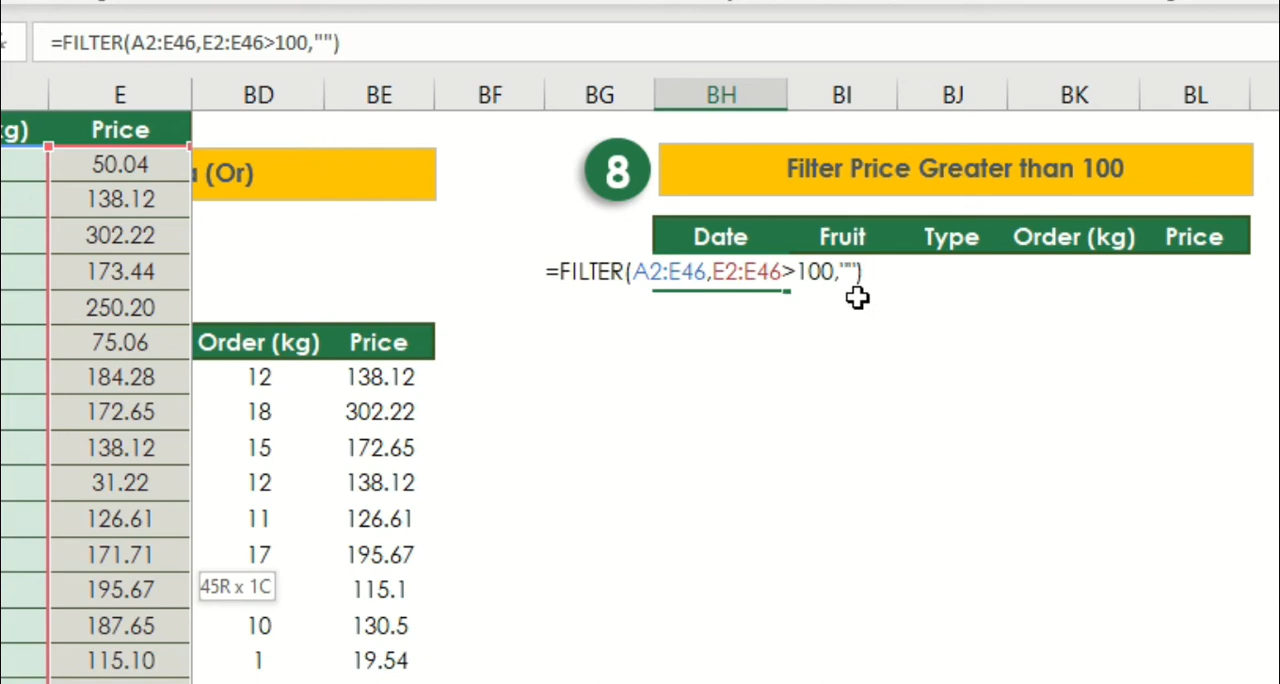 =FILTER(A2:E46,E2:E46>100,"")
E BD BE BF BG BH BI BJ BK BL
(g) Price
(Or)
8 Filter Price Greater than 100
Date Fruit Type Order (kg) Price
=FILTER(A2:E46,E2:E46>100,"")
50.04
138.12
302.22
173.44
250.20
75.06 Order (kg) Price
184.28 12 138.12
172.65 18 302.22
138.12 15 172.65
31.22 12 138.12
126.61 11 126.61
171.71 17 195.67
195.67 45R x 1C 115.1
187.65 10 130.5
115.10 1 19.54